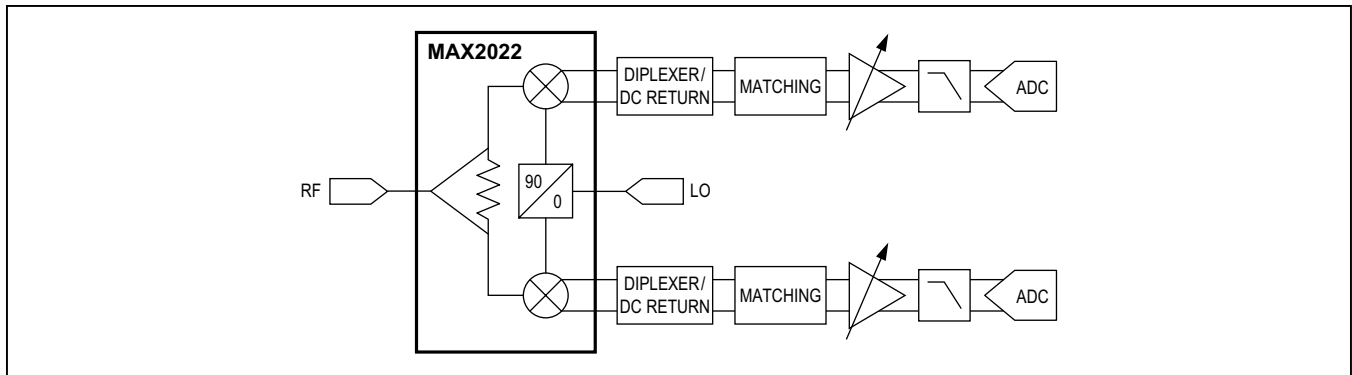 MAX2022
DIPLEXER/
DC RETURN
MATCHING
ADC
RF
90
0
LO
DIPLEXER/
DC RETURN
MATCHING
ADC